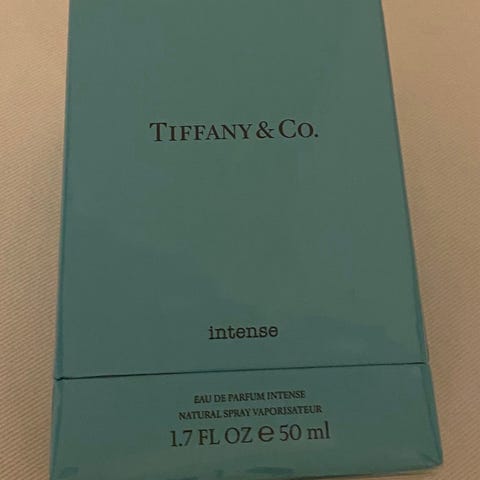 TIFFANY & CO.
intense
EAU DE PARFUM INTENSE
NATURAL SPRAY VAPORISATEUR
1.7 FL OZ ℮ 50 ml